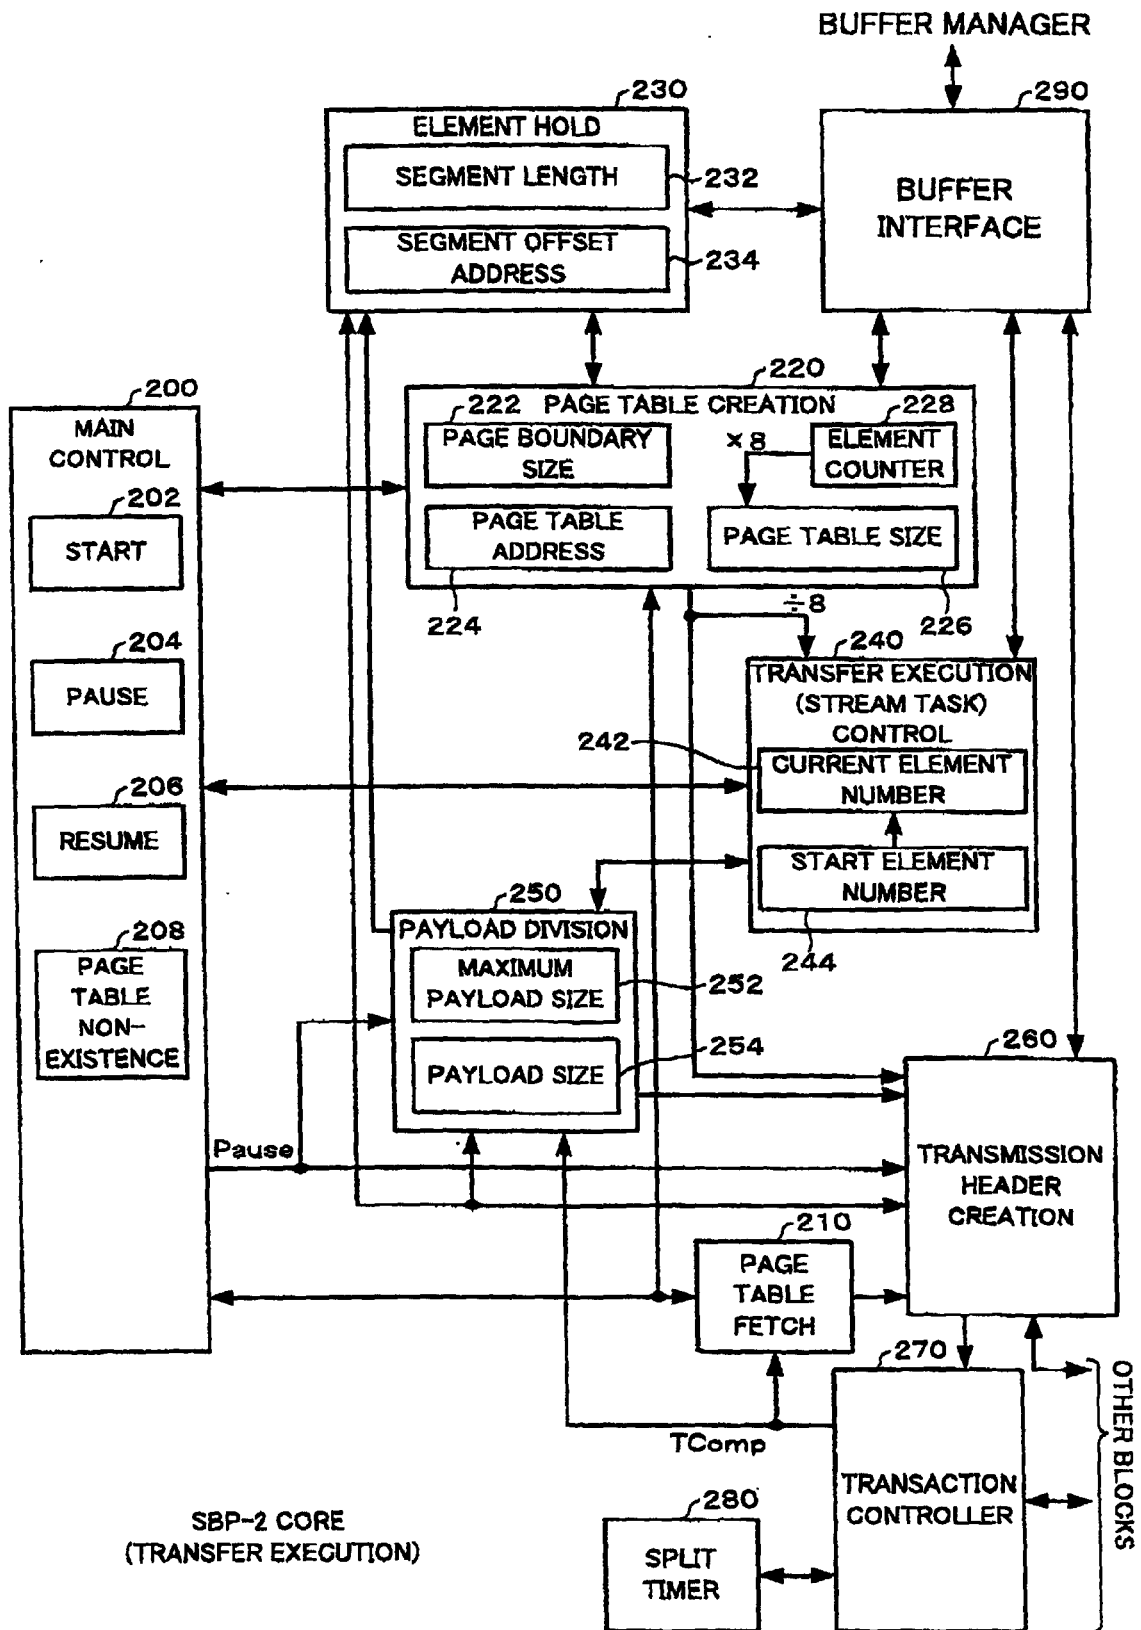 BUFFER MANAGER
230
290
ELEMENT HOLD
SEGMENT LENGTH
232
SEGMENT OFFSET
ADDRESS
234
BUFFER
INTERFACE
200
MAIN
CONTROL
202
START
204
PAUSE
206
RESUME
208
PAGE
TABLE
NON-
EXISTENCE
220
222 PAGE TABLE CREATION 228
PAGE BOUNDARY
SIZE
×8
ELEMENT
COUNTER
PAGE TABLE
ADDRESS
PAGE TABLE SIZE
224
÷8
226
240
TRANSFER EXECUTION
(STREAM TASK)
CONTROL
242
CURRENT ELEMENT
NUMBER
START ELEMENT
NUMBER
244
250
PAYLOAD DIVISION
MAXIMUM
PAYLOAD SIZE
252
PAYLOAD SIZE
254
260
TRANSMISSION
HEADER
CREATION
Pause
210
PAGE
TABLE
FETCH
270
TRANSACTION
CONTROLLER
TComp
280
SPLIT
TIMER
OTHER BLOCKS
SBP-2 CORE
(TRANSFER EXECUTION)